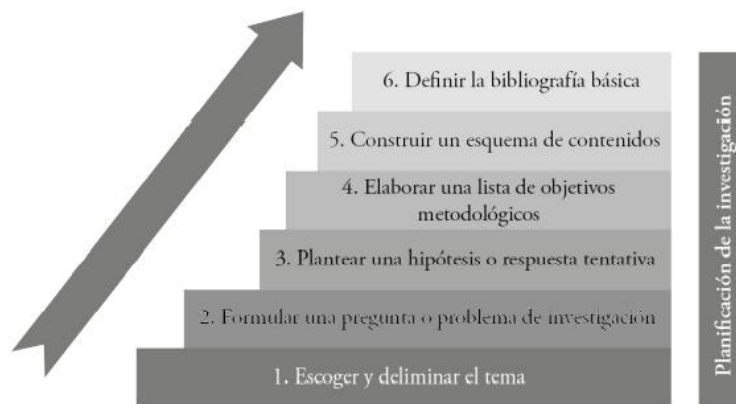 6. Definir la bibliografía básica
5. Construir un esquema de contenidos
4. Elaborar una lista de objetivos
metodológicos
3. Plantear una hipótesis o respuesta tentativa
2. Formular una pregunta o problema de investigación
1. Escoger y deliminar el tema
Planificación de la investigación